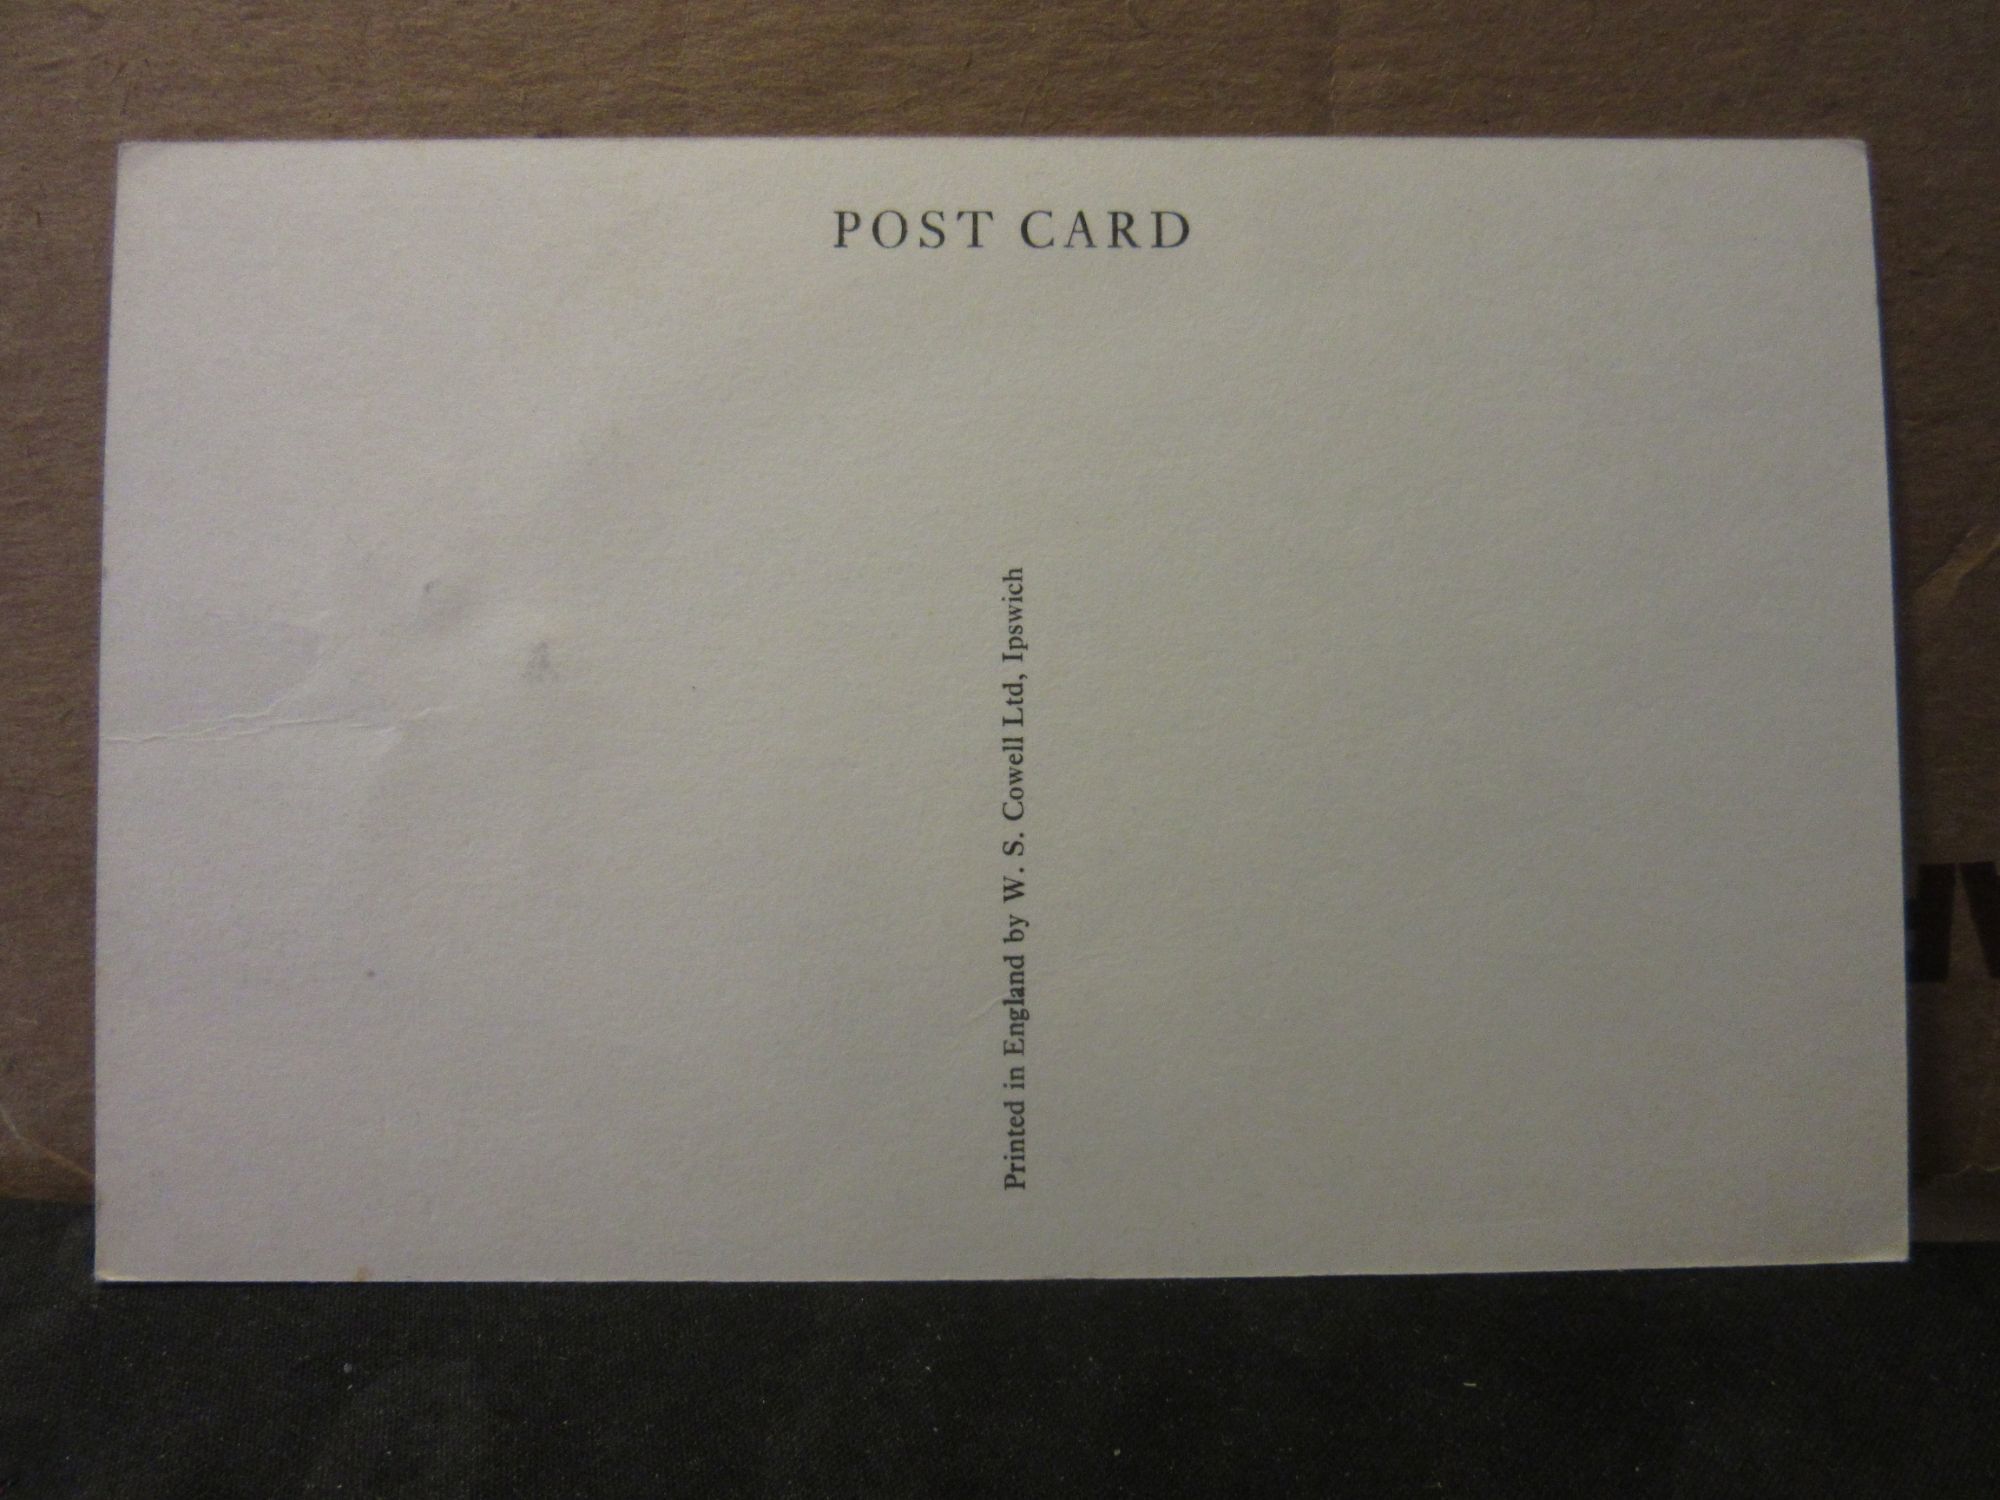 POST CARD
Printed in England by W. S. Cowell Ltd, Ipswich